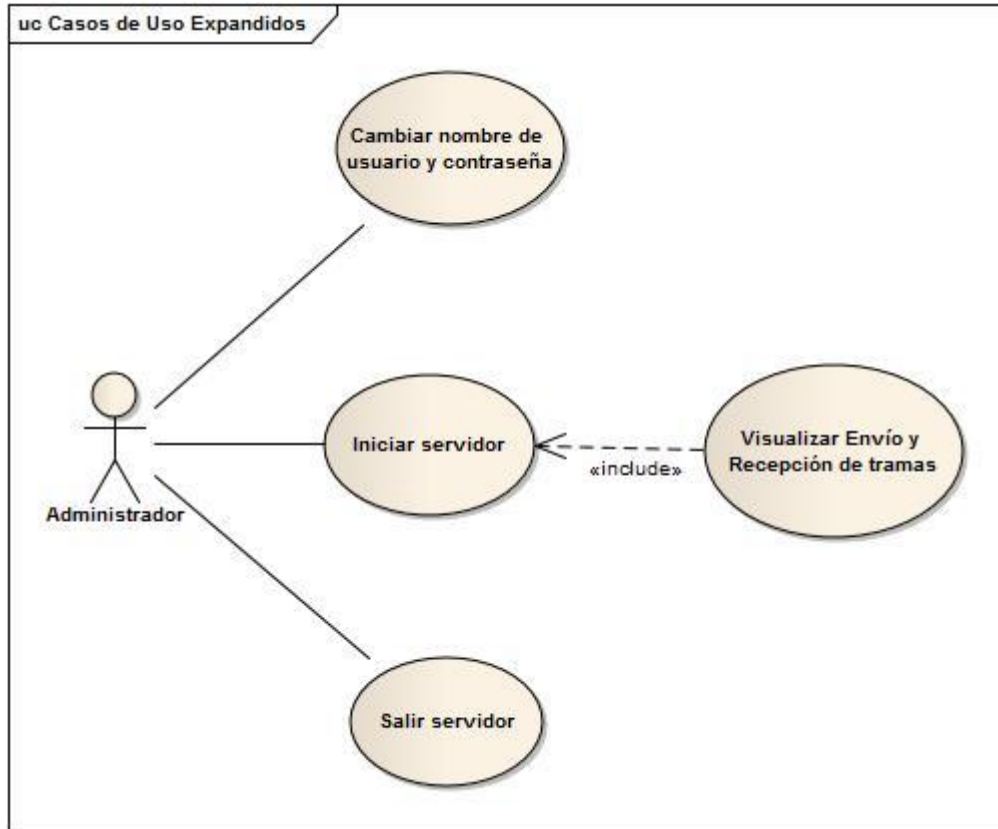 uc Casos de Uso Expandidos
Cambiar nombre de
usuario y contraseña
Iniciar servidor
«include»
Visualizar Envío y
Recepción de tramas
Administrador
Salir servidor